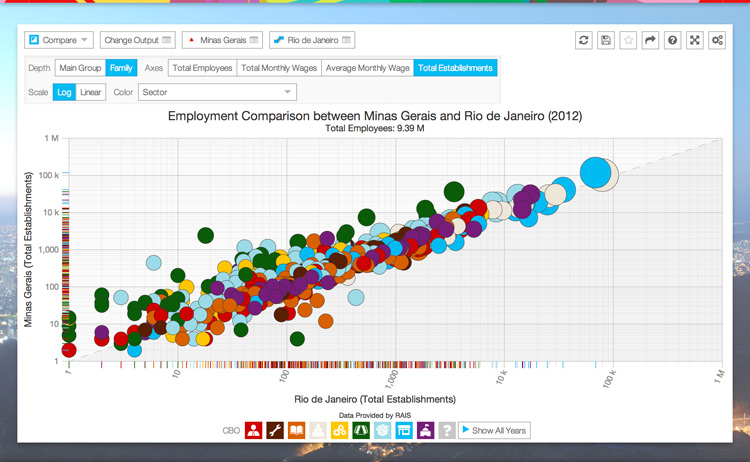 Compare Change Output Minas Gerais Rio de Janeiro
Depth Main Group Family Axes Total Employees Total Monthly Wages Average Monthly Wage Total Establishments
Scale Log Linear Color Sector
Employment Comparison between Minas Gerais and Rio de Janeiro (2012)
Total Employees: 9.39 M
Minas Gerais (Total Establishments)
1 M
100 k
10 k
1,000
100
10
1
1 10 100 1,000 10 k 100 k 1 M
Rio de Janeiro (Total Establishments)
Data Provided by RAIS
CBO ? Show All Years